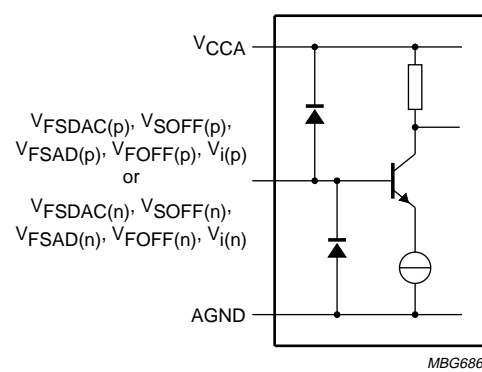 VCCA
VFSDAC(p), VSOFF(p),
VFSAD(p), VFOFF(p), Vi(p)
or
VFSDAC(n), VSOFF(n),
VFSAD(n), VFOFF(n), Vi(n)
AGND
MBG686